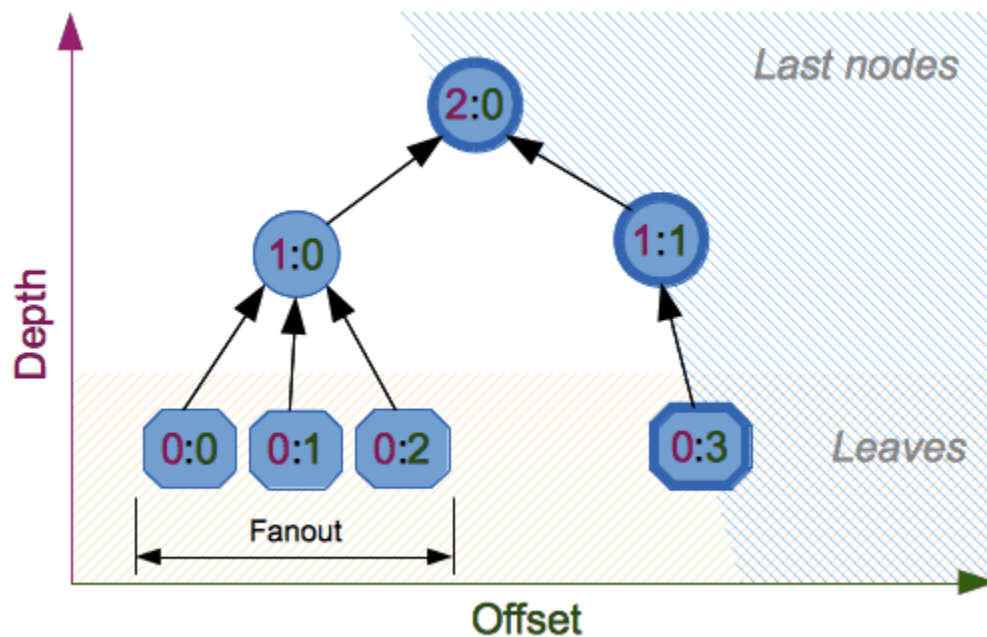 Last nodes
2:0
1:0
1:1
Depth
0:0
0:1
0:2
0:3
Leaves
Fanout
Offset